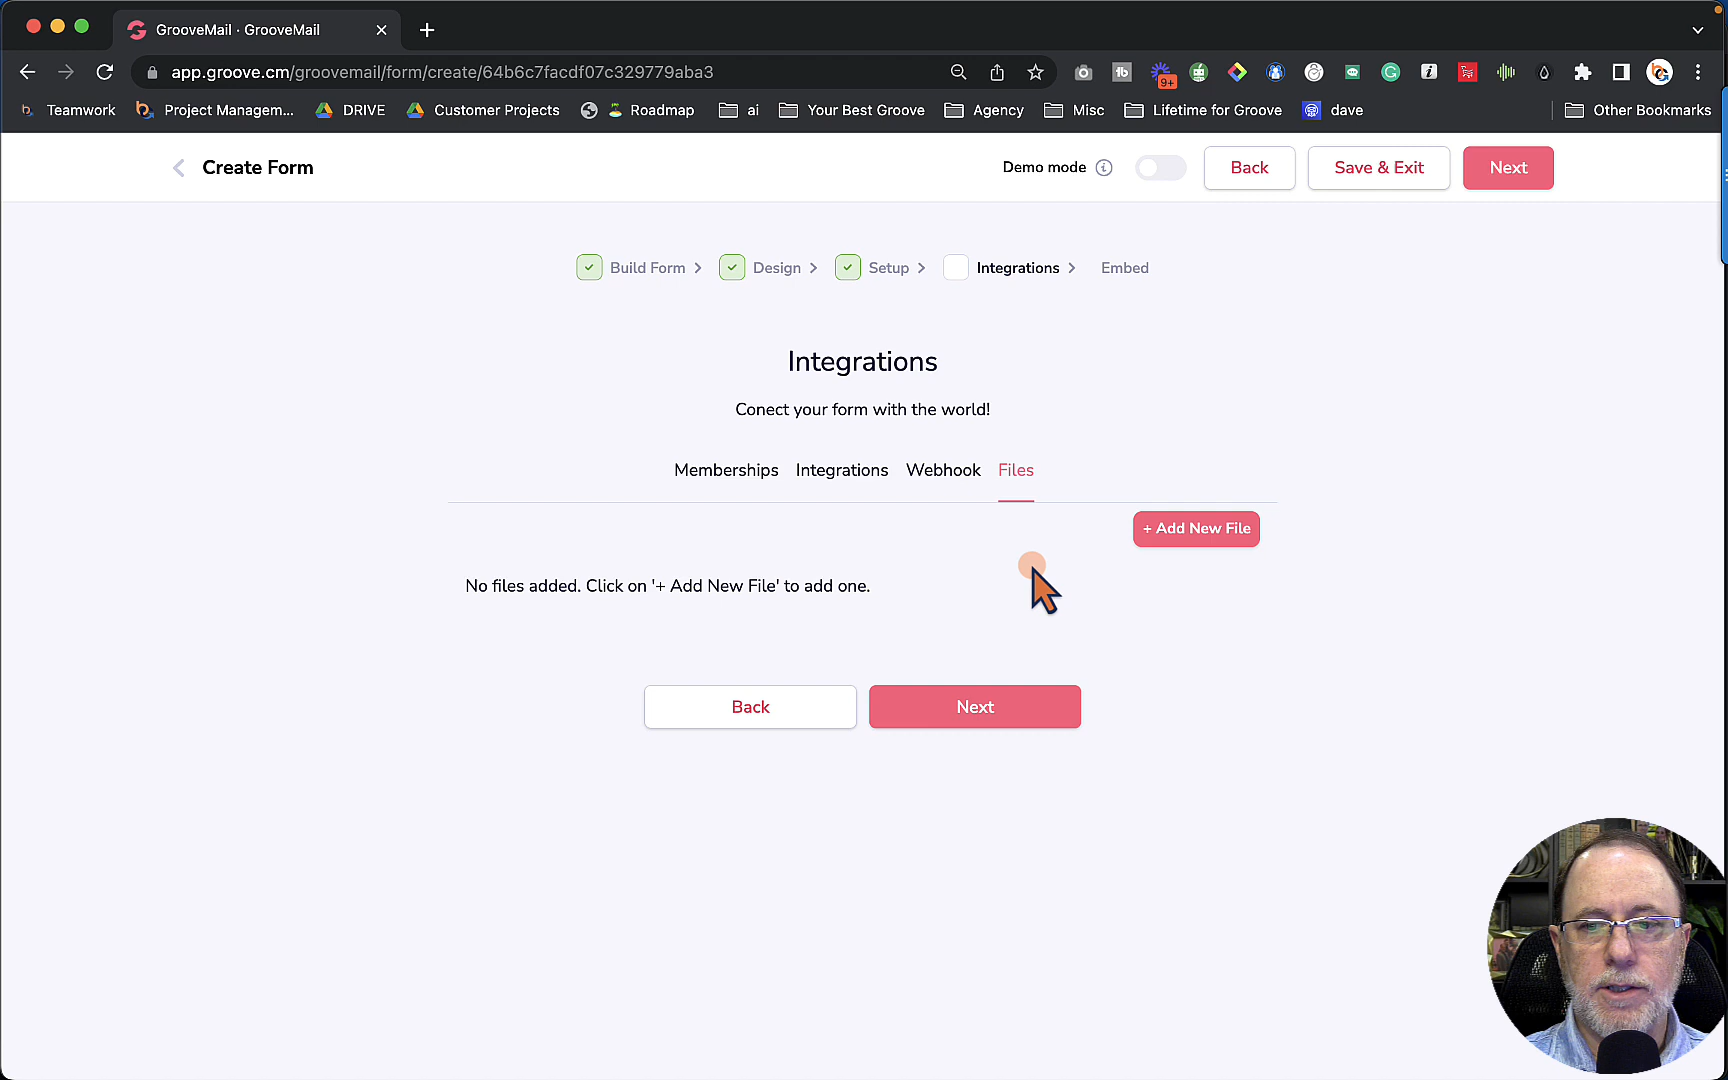 GrooveMail · GrooveMail
app.groove.cm/groovemail/form/create/64b6c7facdf07c329779aba3
9+
Teamwork
Project Managem...
DRIVE
Customer Projects
Roadmap
ai
Your Best Groove
Agency
Misc
Lifetime for Groove
dave
Other Bookmarks
Create Form
Demo mode
Back
Save & Exit
Next
Build Form
Design
Setup
Integrations
Embed
Integrations
Conect your form with the world!
Memberships
Integrations
Webhook
Files
+ Add New File
No files added. Click on '+ Add New File' to add one.
Back
Next